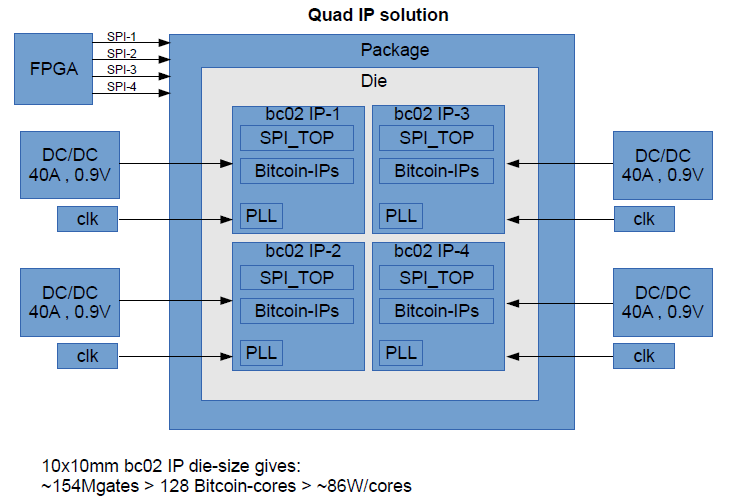 Quad IP solution
FPGA
SPI-1
SPI-2
SPI-3
SPI-4
Package
Die
bc02 IP-1
SPI_TOP
Bitcoin-IPs
PLL
bc02 IP-3
SPI_TOP
Bitcoin-IPs
PLL
bc02 IP-2
SPI_TOP
Bitcoin-IPs
PLL
bc02 IP-4
SPI_TOP
Bitcoin-IPs
PLL
DC/DC
40A , 0.9V
clk
DC/DC
40A , 0.9V
clk
DC/DC
40A , 0.9V
clk
DC/DC
40A , 0.9V
clk
10x10mm bc02 IP die-size gives:
~154Mgates > 128 Bitcoin-cores > ~86W/cores